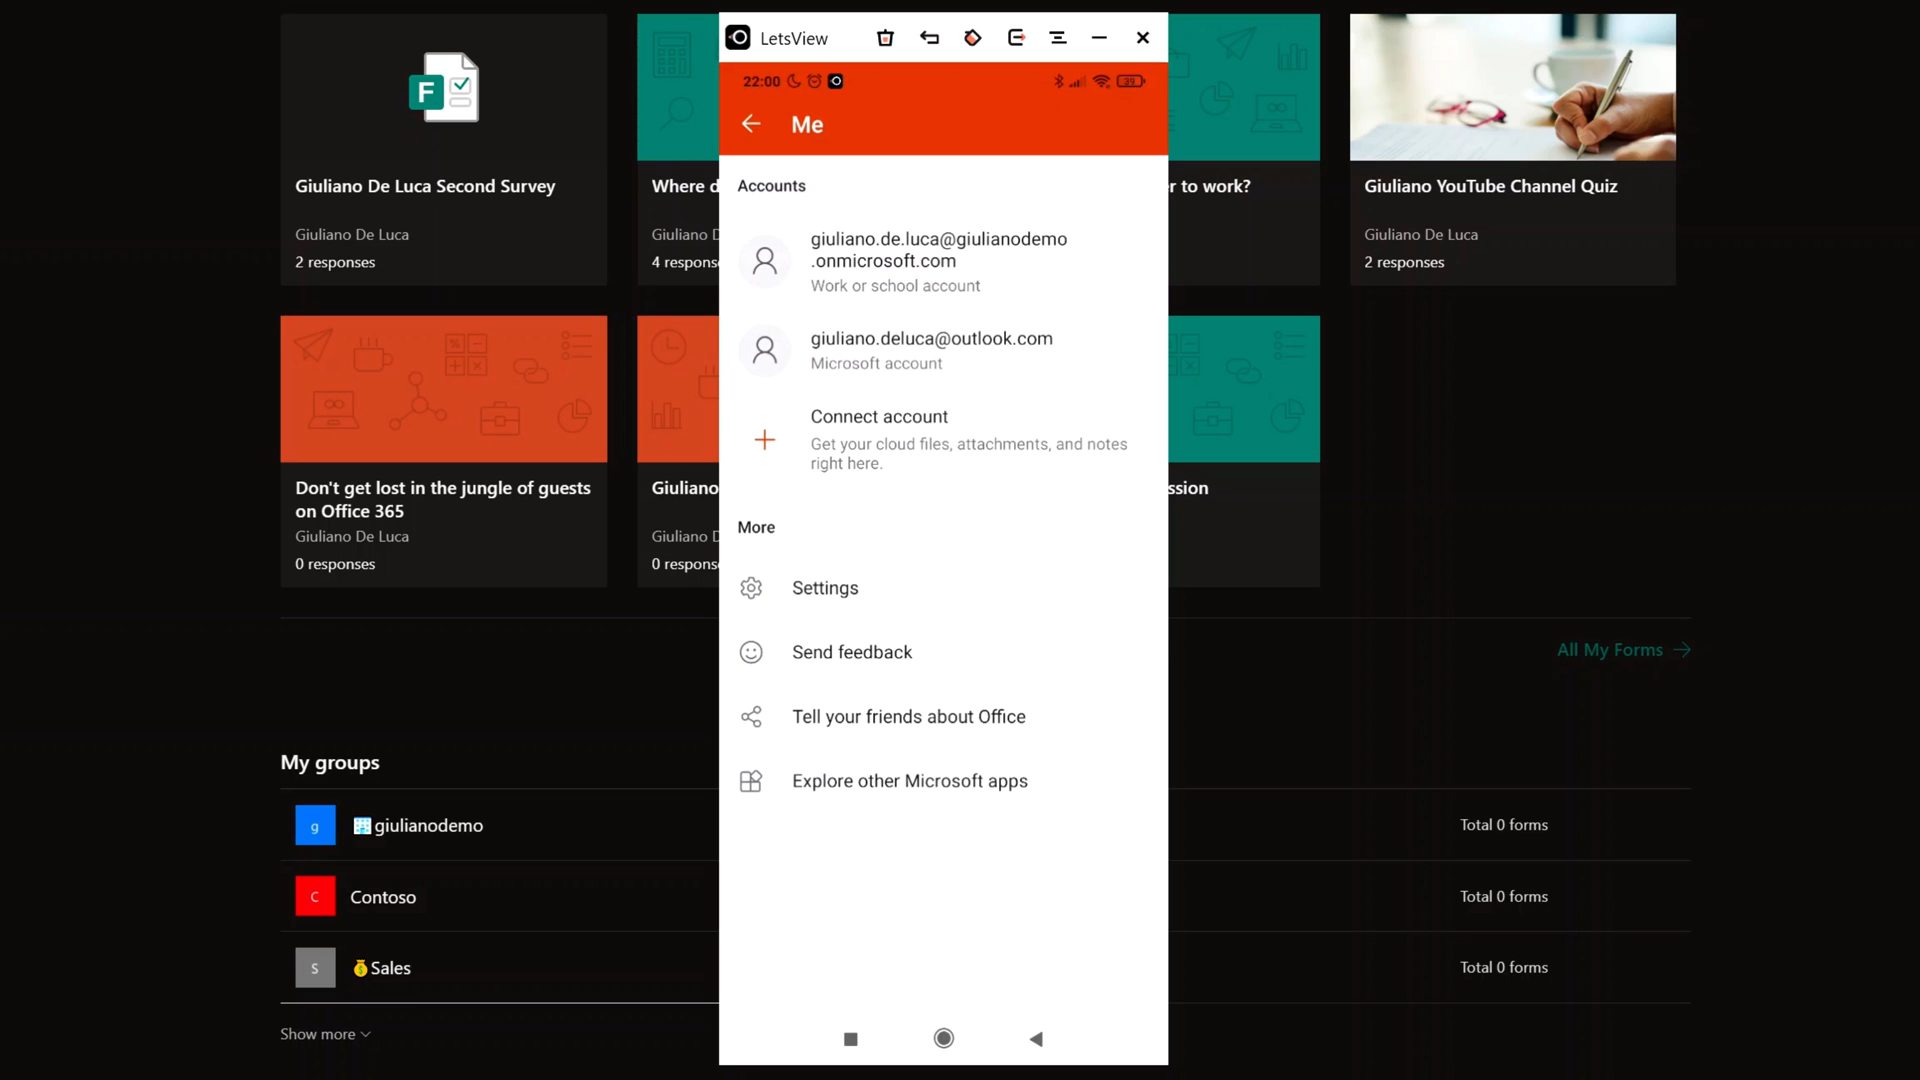 F
Giuliano De Luca Second Survey
Giuliano De Luca
2 responses
Where d
Giuliano D
4 respons
r to work?
Giuliano YouTube Channel Quiz
Giuliano De Luca
2 responses
Don't get lost in the jungle of guests
on Office 365
Giuliano De Luca
0 responses
Giuliano
Giuliano D
0 respons
ssion
All My Forms
My groups
g giulianodemo
Total 0 forms
C Contoso
Total 0 forms
S Sales
Total 0 forms
Show more
LetsView
22:00
39
Me
Accounts
giuliano.de.luca@giulianodemo
.onmicrosoft.com
Work or school account
giuliano.deluca@outlook.com
Microsoft account
Connect account
Get your cloud files, attachments, and notes
right here.
More
Settings
Send feedback
Tell your friends about Office
Explore other Microsoft apps